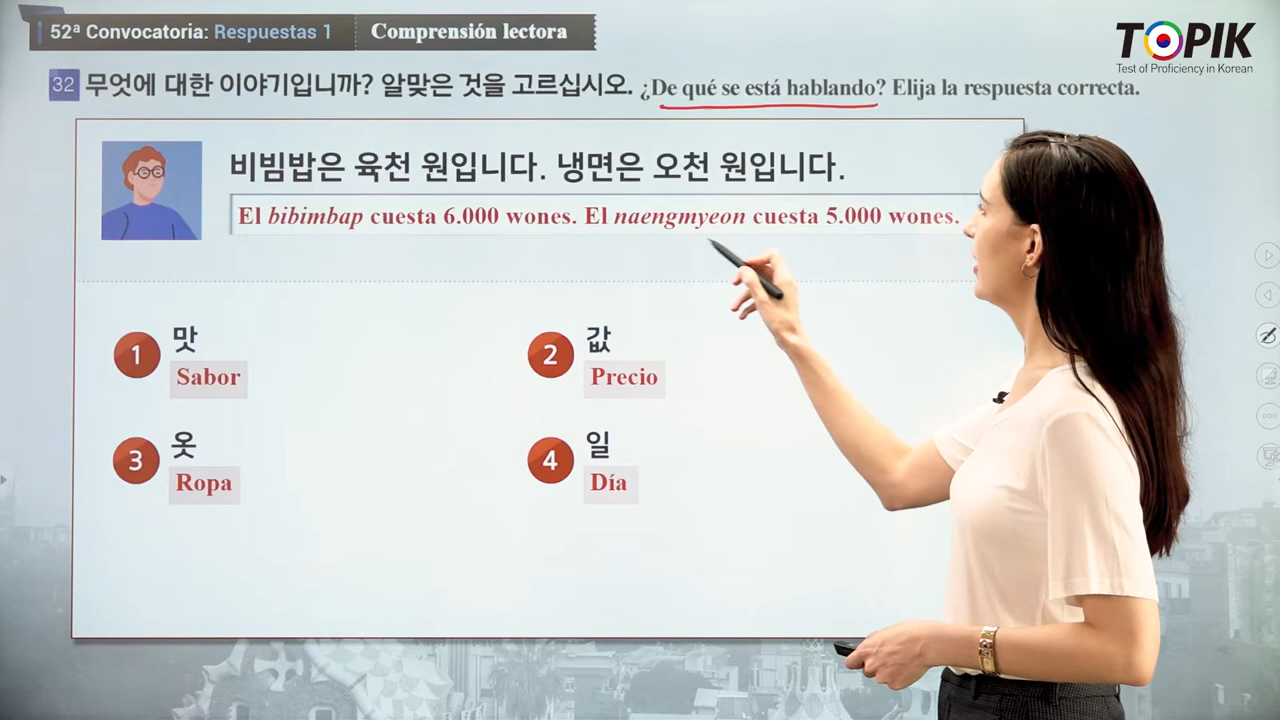 52ª Convocatoria: Respuestas 1 Comprensión lectora
TOPIK
Test of Proficiency in Korean
32 무엇에 대한 이야기입니까? 알맞은 것을 고르십시오. ¿De qué se está hablando? Elija la respuesta correcta.
비빔밥은 육천 원입니다. 냉면은 오천 원입니다.
El bibimbap cuesta 6.000 wones. El naengmyeon cuesta 5.000 wones.
1 맛
Sabor
2 값
Precio
3 옷
Ropa
4 일
Día